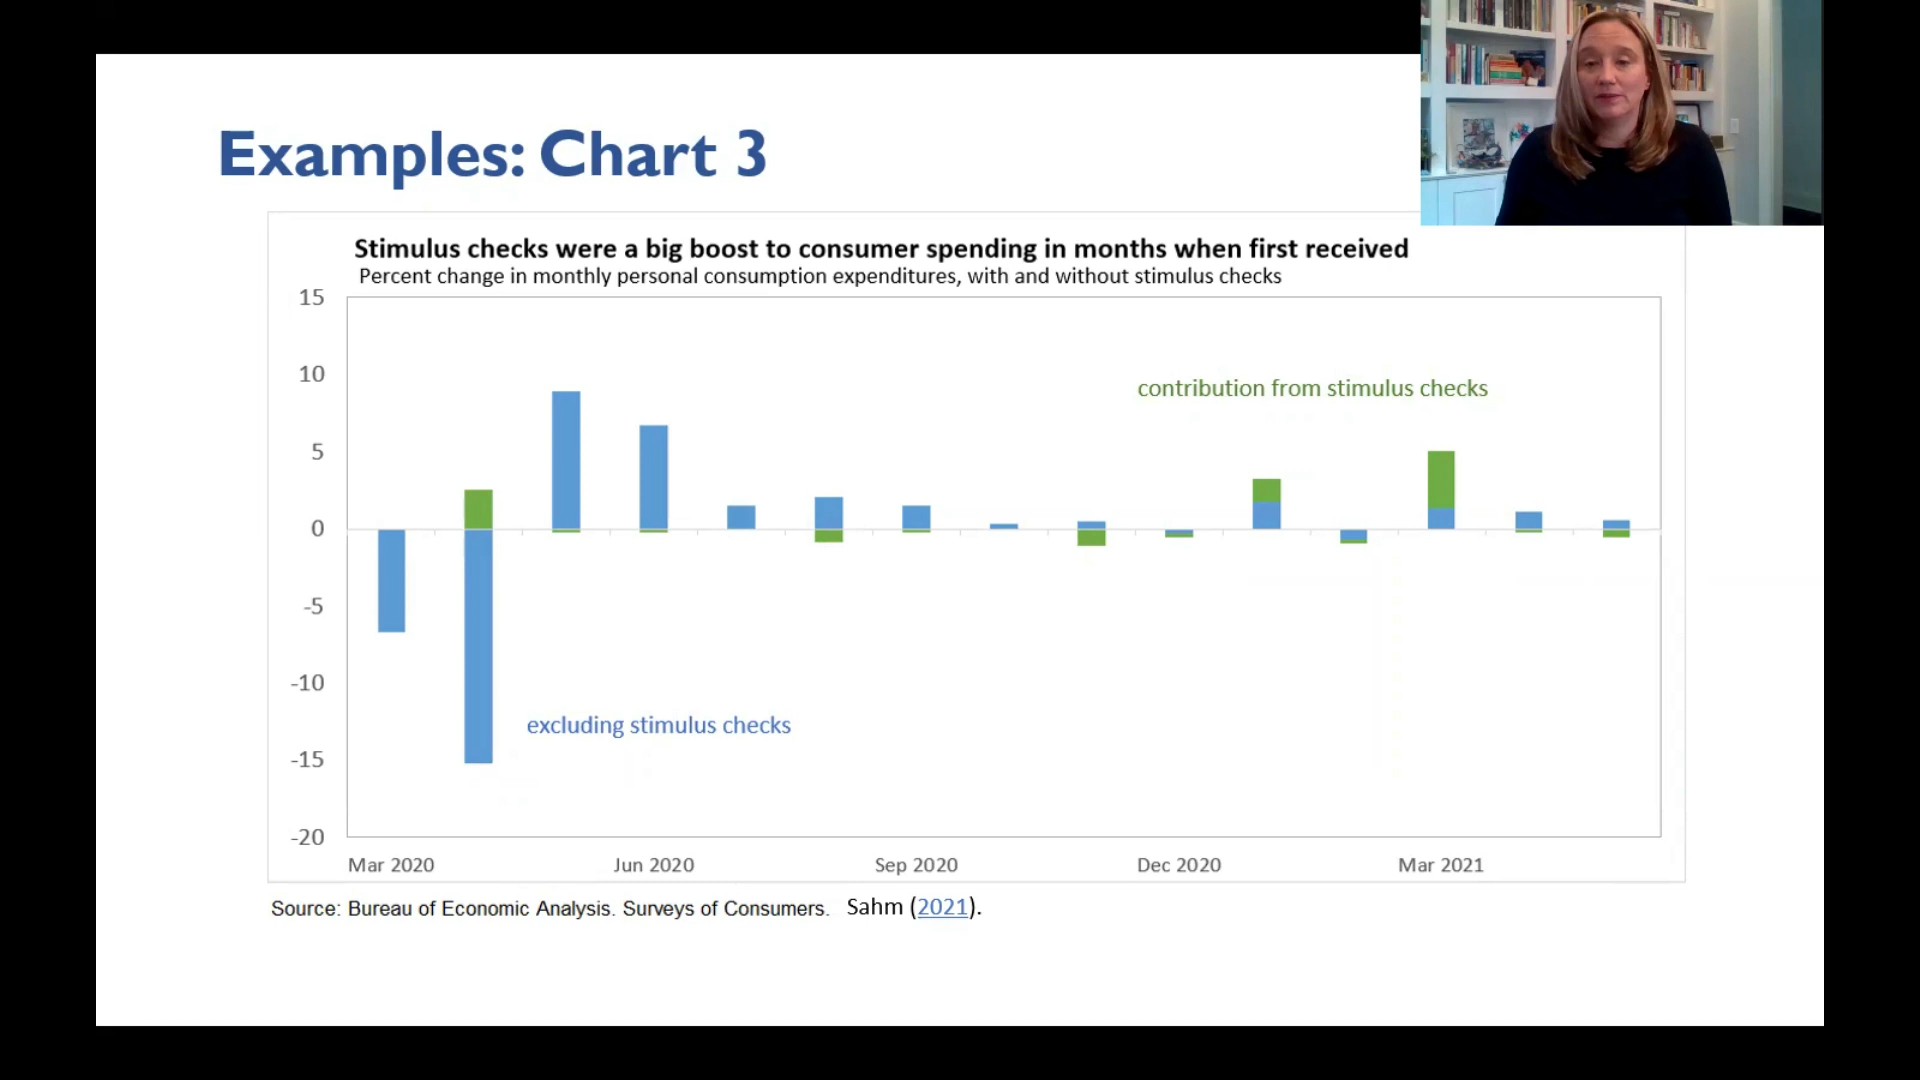 Examples: Chart 3
Stimulus checks were a big boost to consumer spending in months when first received
Percent change in monthly personal consumption expenditures, with and without stimulus checks
15
10
contribution from stimulus checks
5
0
-5
-10
excluding stimulus checks
-15
-20
Mar 2020 Jun 2020 Sep 2020 Dec 2020 Mar 2021
Source: Bureau of Economic Analysis. Surveys of Consumers. Sahm (2021).